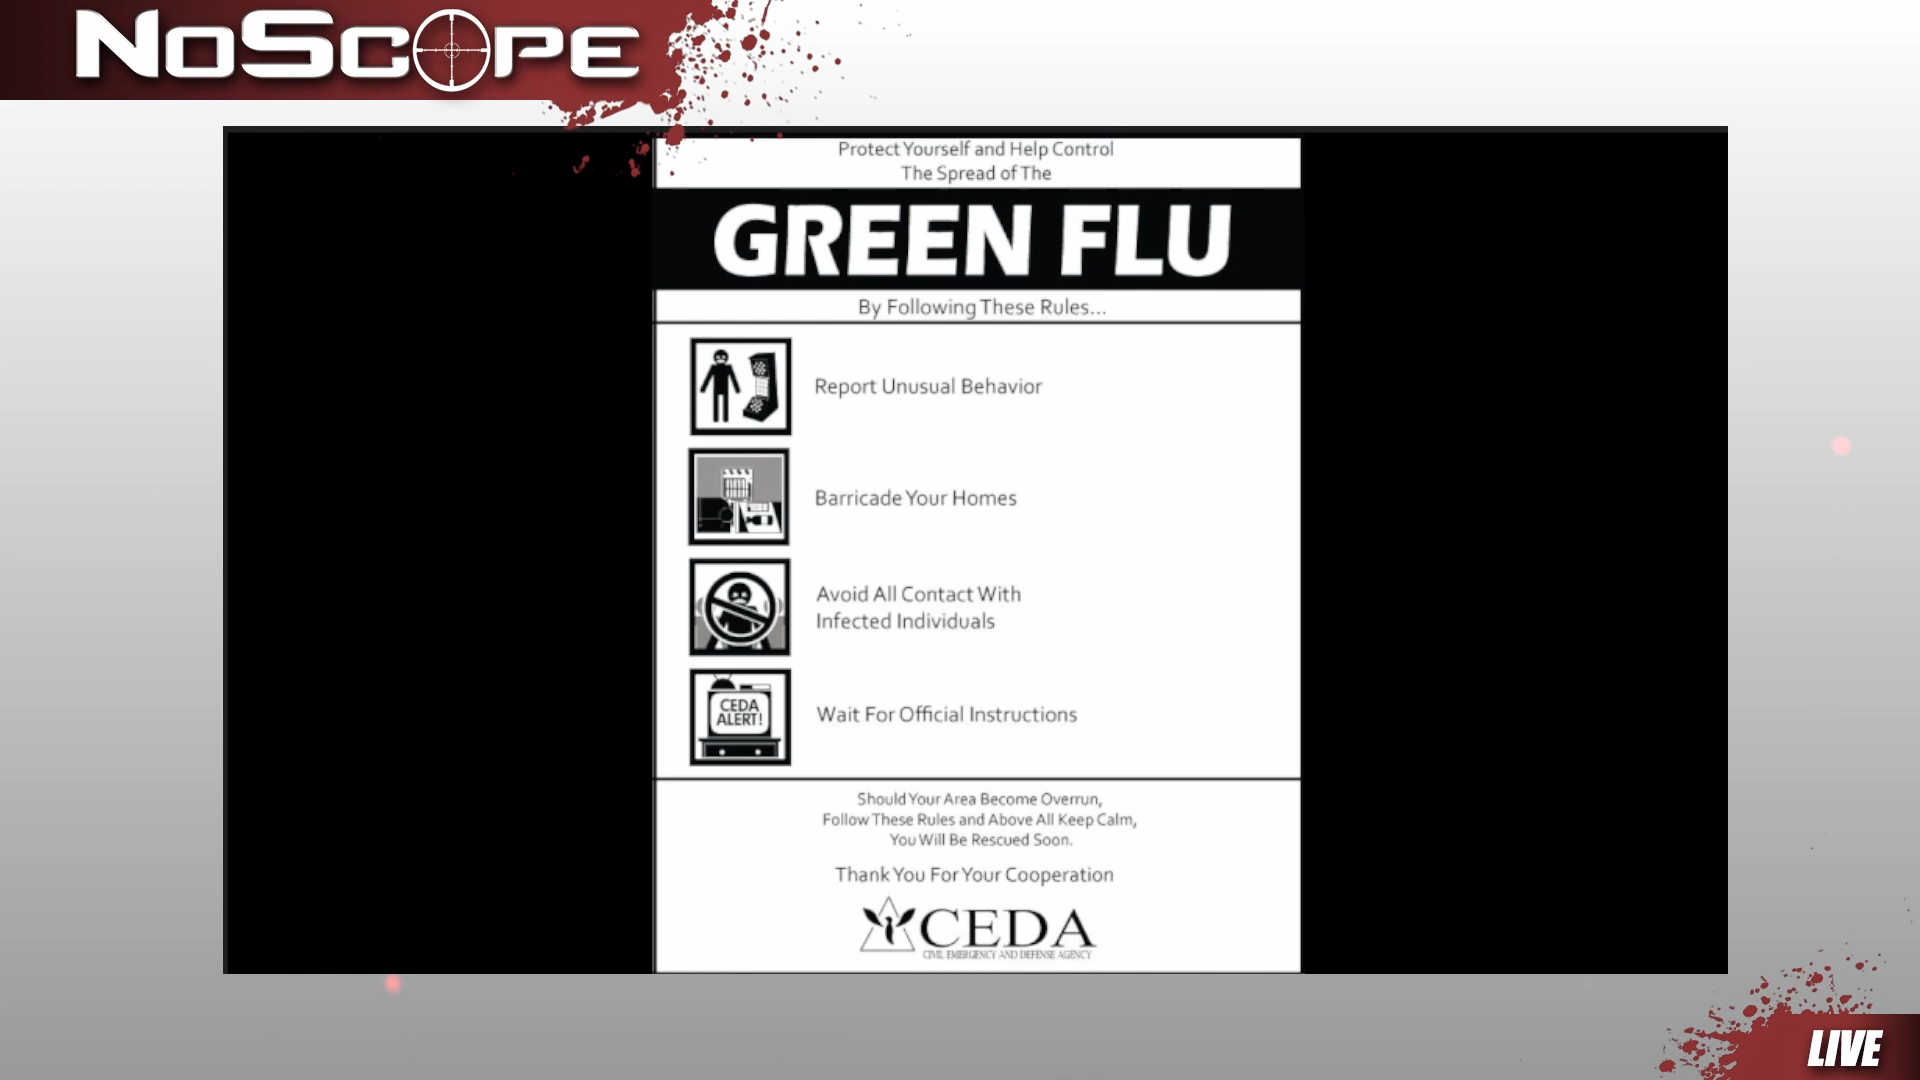 NoScope
Protect Yourself and Help Control
The Spread of The
GREEN FLU
By Following These Rules...
Report Unusual Behavior
Barricade Your Homes
Avoid All Contact With
Infected Individuals
CEDA
ALERT!
Wait For Official Instructions
Should Your Area Become Overrun,
Follow These Rules and Above All Keep Calm,
You Will Be Rescued Soon.
Thank You For Your Cooperation
CEDA
CIVIL EMERGENCY AND DEFENSE AGENCY
LIVE